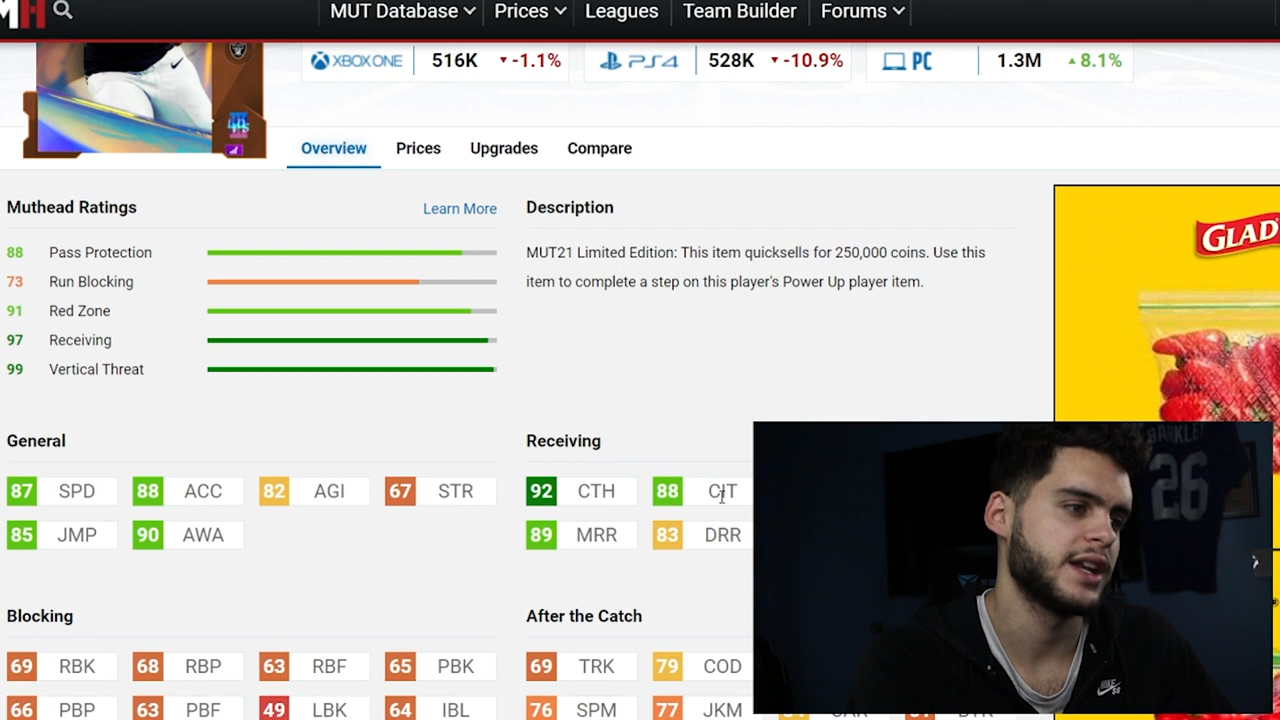 MH MUT Database Prices Leagues Team Builder Forums
XBOX ONE 516K -1.1% PS4 528K -10.9% PC 1.3M 8.1%
Overview Prices Upgrades Compare
Muthead Ratings Learn More
88 Pass Protection
73 Run Blocking
91 Red Zone
97 Receiving
99 Vertical Threat
Description
MUT21 Limited Edition: This item quicksells for 250,000 coins. Use this
item to complete a step on this player's Power Up player item.
GLAD
General
87 SPD 88 ACC 82 AGI 67 STR
85 JMP 90 AWA
Receiving
92 CTH 88 CIT
89 MRR 83 DRR
BARKLE
26
Blocking
69 RBK 68 RBP 63 RBF 65 PBK
66 PBP 63 PBF 49 LBK 64 IBL
After the Catch
69 TRK 79 COD
76 SPM 77 JKM
NIKE SB